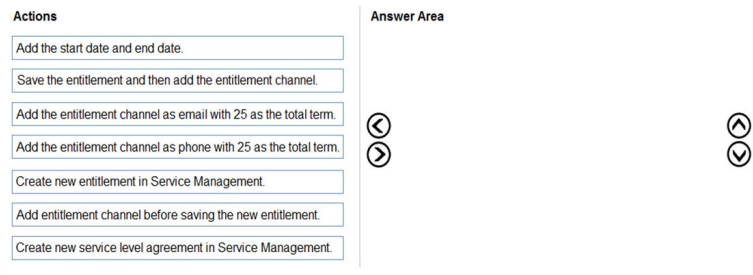 Actions
Answer Area
Add the start date and end date.
Save the entitlement and then add the entitlement channel.
Add the entitlement channel as email with 25 as the total term.
Add the entitlement channel as phone with 25 as the total term.
Create new entitlement in Service Management.
Add entitlement channel before saving the new entitlement.
Create new service level agreement in Service Management.